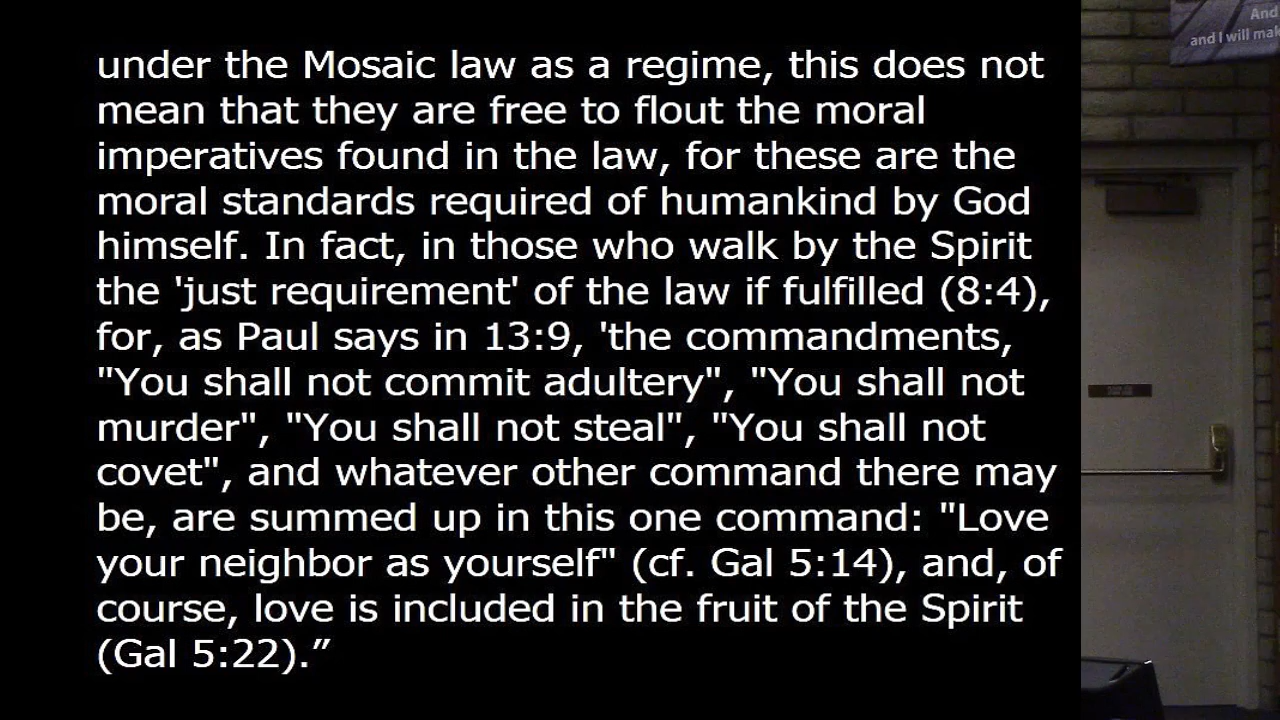 under the Mosaic law as a regime, this does not
mean that they are free to flout the moral
imperatives found in the law, for these are the
moral standards required of humankind by God
himself. In fact, in those who walk by the Spirit
the 'just requirement' of the law if fulfilled (8:4),
for, as Paul says in 13:9, 'the commandments,
"You shall not commit adultery", "You shall not
murder", "You shall not steal", "You shall not
covet", and whatever other command there may
be, are summed up in this one command: "Love
your neighbor as yourself" (cf. Gal 5:14), and, of
course, love is included in the fruit of the Spirit
(Gal 5:22).”
And
and I will mak